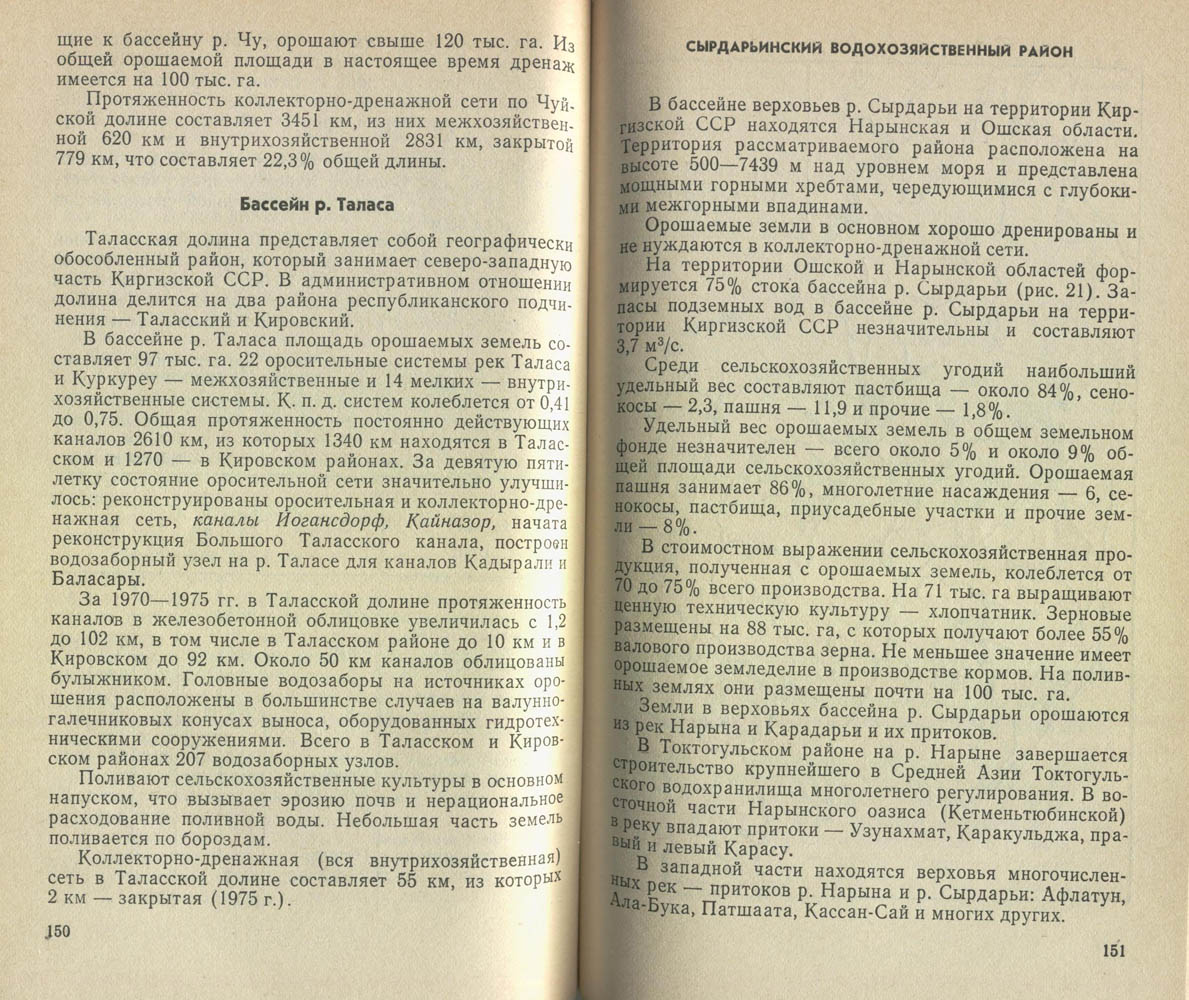 щие к бассейну р. Чу, орошают свыше 120 тыс. га. Из
общей орошаемой площади в настоящее время дренаж
имеется на 100 тыс. га.
Протяженность коллекторно-дренажной сети по Чуй-
ской долине составляет 3451 км, из них межхозяйствен-
ной 620 км и внутрихозяйственной 2831 км, закрытой
779 км, что составляет 22,3% общей длины.
Бассейн р. Таласа
Таласская долина представляет собой географически
обособленный район, который занимает северо-западную
часть Киргизской ССР. В административном отношении
долина делится на два района республиканского подчи-
нения — Таласский и Кировский.
В бассейне р. Таласа площадь орошаемых земель со-
ставляет 97 тыс. га. 22 оросительные системы рек Таласа
и Куркуреу — межхозяйственные и 14 мелких — внутри-
хозяйственные системы. К. п. д. систем колеблется от 0,41
до 0,75. Общая протяженность постоянно действующих
каналов 2610 км, из которых 1340 км находятся в Талас-
ском и 1270 — в Кировском районах. За девятую пяти-
летку состояние оросительной сети значительно улучши-
лось: реконструированы оросительная и коллекторно-дре-
нажная сеть, каналы Иогансдорф, Кайназор, начата
реконструкция Большого Таласского канала, построен
водозаборный узел на р. Таласе для каналов Кадырали и
Баласары.
За 1970—1975 гг. в Таласской долине протяженность
каналов в железобетонной облицовке увеличилась с 1,2
до 102 км, в том числе в Таласском районе до 10 км и в
Кировском до 92 км. Около 50 км каналов облицованы
булыжником. Головные водозаборы на источниках оро-
шения расположены в большинстве случаев на валунно-
галечниковых конусах выноса, оборудованных гидротех-
ническими сооружениями. Всего в Таласском и Киров-
ском районах 207 водозаборных узлов.
Поливают сельскохозяйственные культуры в основном
напуском, что вызывает эрозию почв и нерациональное
расходование поливной воды. Небольшая часть земель
поливается по бороздам.
Коллекторно-дренажная (вся внутрихозяйственная)
сеть в Таласской долине составляет 55 км, из которых
2 км — закрытая (1975 г.).
150
СЫРДАРЬИНСКИЙ ВОДОХОЗЯЙСТВЕННЫЙ РАЙОН
В бассейне верховьев р. Сырдарьи на территории Кир-
гизской ССР находятся Нарынская и Ошская области.
Территория рассматриваемого района расположена на
высоте 500—7439 м над уровнем моря и представлена
мощными горными хребтами, чередующимися с глубоки-
ми межгорными впадинами.
Орошаемые земли в основном хорошо дренированы и
не нуждаются в коллекторно-дренажной сети.
На территории Ошской и Нарынской областей фор-
мируется 75% стока бассейна р. Сырдарьи (рис. 21). За-
пасы подземных вод в бассейне р. Сырдарьи на терри-
тории Киргизской ССР незначительны и составляют
3,7 м³/с.
Среди сельскохозяйственных угодий наибольший
удельный вес составляют пастбища — около 84%, сено-
косы — 2,3, пашня — 11,9 и прочие — 1,8%.
Удельный вес орошаемых земель в общем земельном
фонде незначителен — всего около 5% и около 9% об-
щей площади сельскохозяйственных угодий. Орошаемая
пашня занимает 86%, многолетние насаждения — 6, се-
нокосы, пастбища, приусадебные участки и прочие зем-
ли — 8%.
В стоимостном выражении сельскохозяйственная про-
дукция, полученная с орошаемых земель, колеблется от
70 до 75% всего производства. На 71 тыс. га выращивают
ценную техническую культуру — хлопчатник. Зерновые
размещены на 88 тыс. га, с которых получают более 55%
валового производства зерна. Не меньшее значение имеет
орошаемое земледелие в производстве кормов. На полив-
ных землях они размещены почти на 100 тыс. га.
Земли в верховьях бассейна р. Сырдарьи орошаются
из рек Нарына и Карадарьи и их притоков.
В Токтогульском районе на р. Нарыне завершается
строительство крупнейшего в Средней Азии Токтогуль-
ского водохранилища многолетнего регулирования. В во-
сточной части Нарынского оазиса (Кетменьтюбинской)
в реку впадают притоки — Узунахмат, Каракульджа, пра-
вый и левый Карасу.
В западной части находятся верховья многочислен-
ных рек — притоков р. Нарына и р. Сырдарьи: Афлатун,
Ала-Бука, Патшаата, Кассан-Сай и многих других.
151